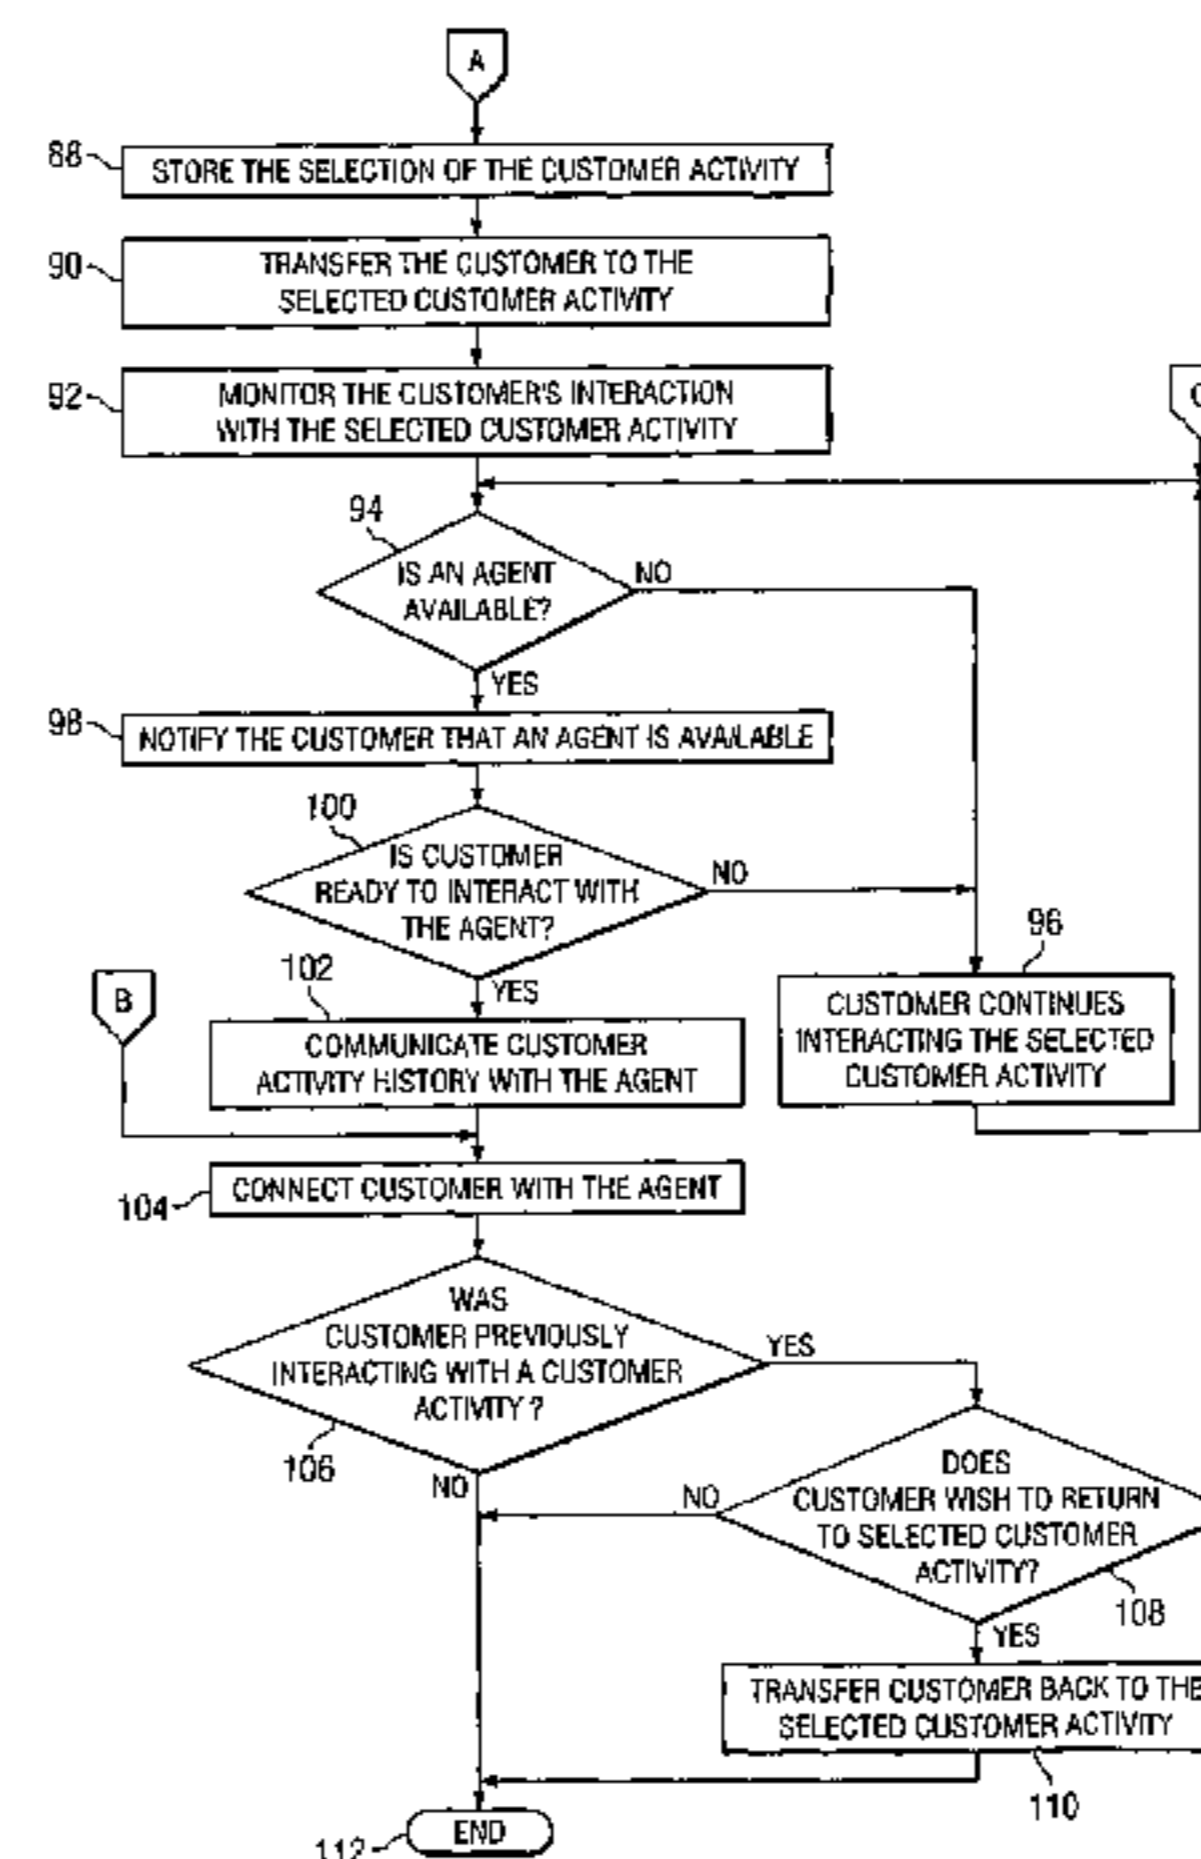 A
88
STORE THE SELECTION OF THE CUSTOMER ACTIVITY
90
TRANSFER THE CUSTOMER TO THE
SELECTED CUSTOMER ACTIVITY
92
MONITOR THE CUSTOMER'S INTERACTION
WITH THE SELECTED CUSTOMER ACTIVITY
C
94
IS AN AGENT
AVAILABLE?
NO
YES
98
NOTIFY THE CUSTOMER THAT AN AGENT IS AVAILABLE
100
IS CUSTOMER
READY TO INTERACT WITH
THE AGENT?
NO
YES
96
CUSTOMER CONTINUES
INTERACTING THE SELECTED
CUSTOMER ACTIVITY
B
102
COMMUNICATE CUSTOMER
ACTIVITY HISTORY WITH THE AGENT
104
CONNECT CUSTOMER WITH THE AGENT
WAS
CUSTOMER PREVIOUSLY
INTERACTING WITH A CUSTOMER
ACTIVITY ?
YES
106
NO
DOES
CUSTOMER WISH TO RETURN
TO SELECTED CUSTOMER
ACTIVITY?
NO
108
YES
TRANSFER CUSTOMER BACK TO THE
SELECTED CUSTOMER ACTIVITY
110
END
112